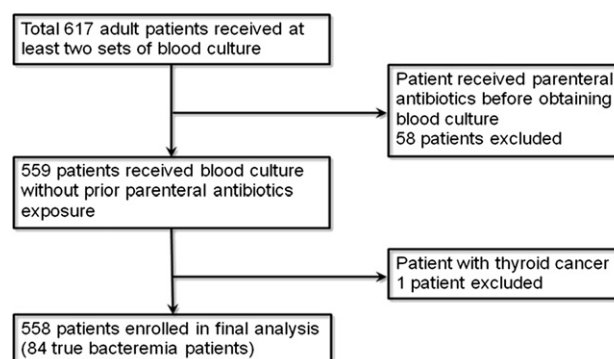 Total 617 adult patients received at
least two sets of blood culture
Patient received parenteral
antibiotics before obtaining
blood culture
58 patients excluded
559 patients received blood culture
without prior parenteral antibiotics
exposure
Patient with thyroid cancer
1 patient excluded
558 patients enrolled in final analysis
(84 true bacteremia patients)